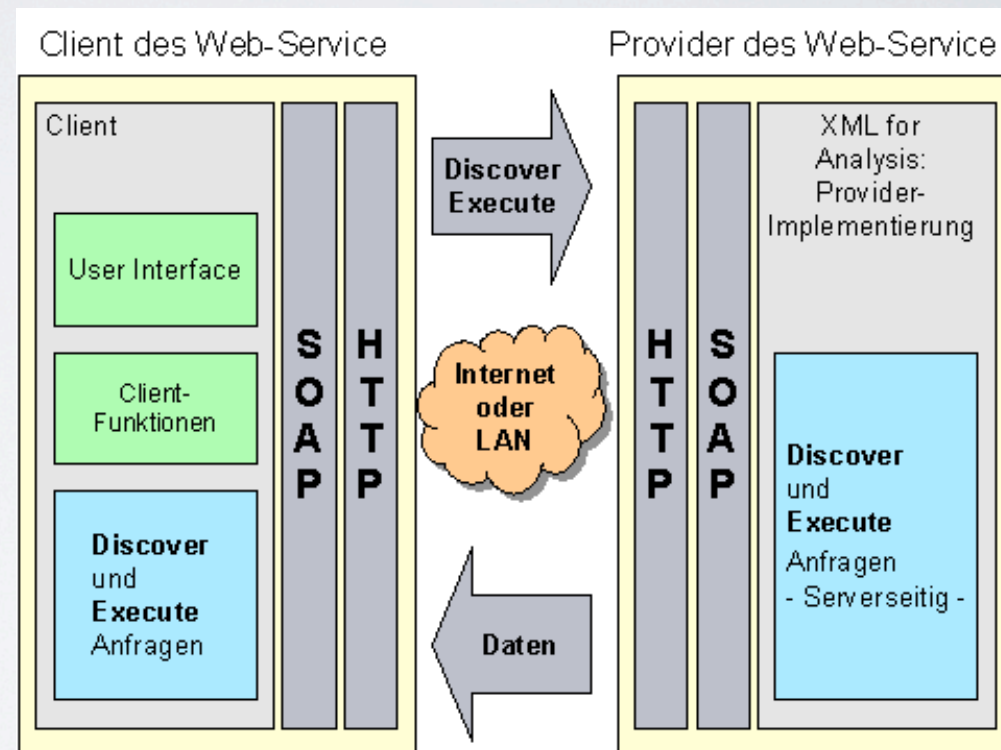 Client des Web-Service
Provider des Web-Service
Client
User Interface
Client-
Funktionen
Discover
und
Execute
Anfragen
SOAP
HTTP
Discover
Execute
Internet
oder
LAN
Daten
HTTP
SOAP
XML for
Analysis:
Provider-
Implementierung
Discover
und
Execute
Anfragen
- Serverseitig -